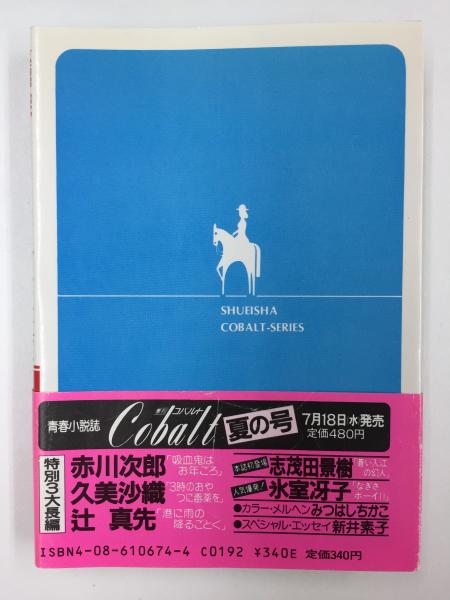 SHUEISHA
COBALT-SERIES
青春小説誌
季刊 コバルト
Cobalt
夏の号
7月18日水発売
定価480円
特別3大長編
赤川次郎「吸血鬼はお年ごろ」
久美沙織「3時のおやつに毒薬を」
辻 真先「港に雨の降るごとく」
本誌初登場 志茂田景樹「蒼い入江の幻人」
人気爆発! 氷室冴子「なぎさボーイII」
●カラー・メルヘン みつはしちかこ
●スペシャル・エッセイ 新井素子
ISBN4-08-610674-4 C0192 ¥340E 定価340円